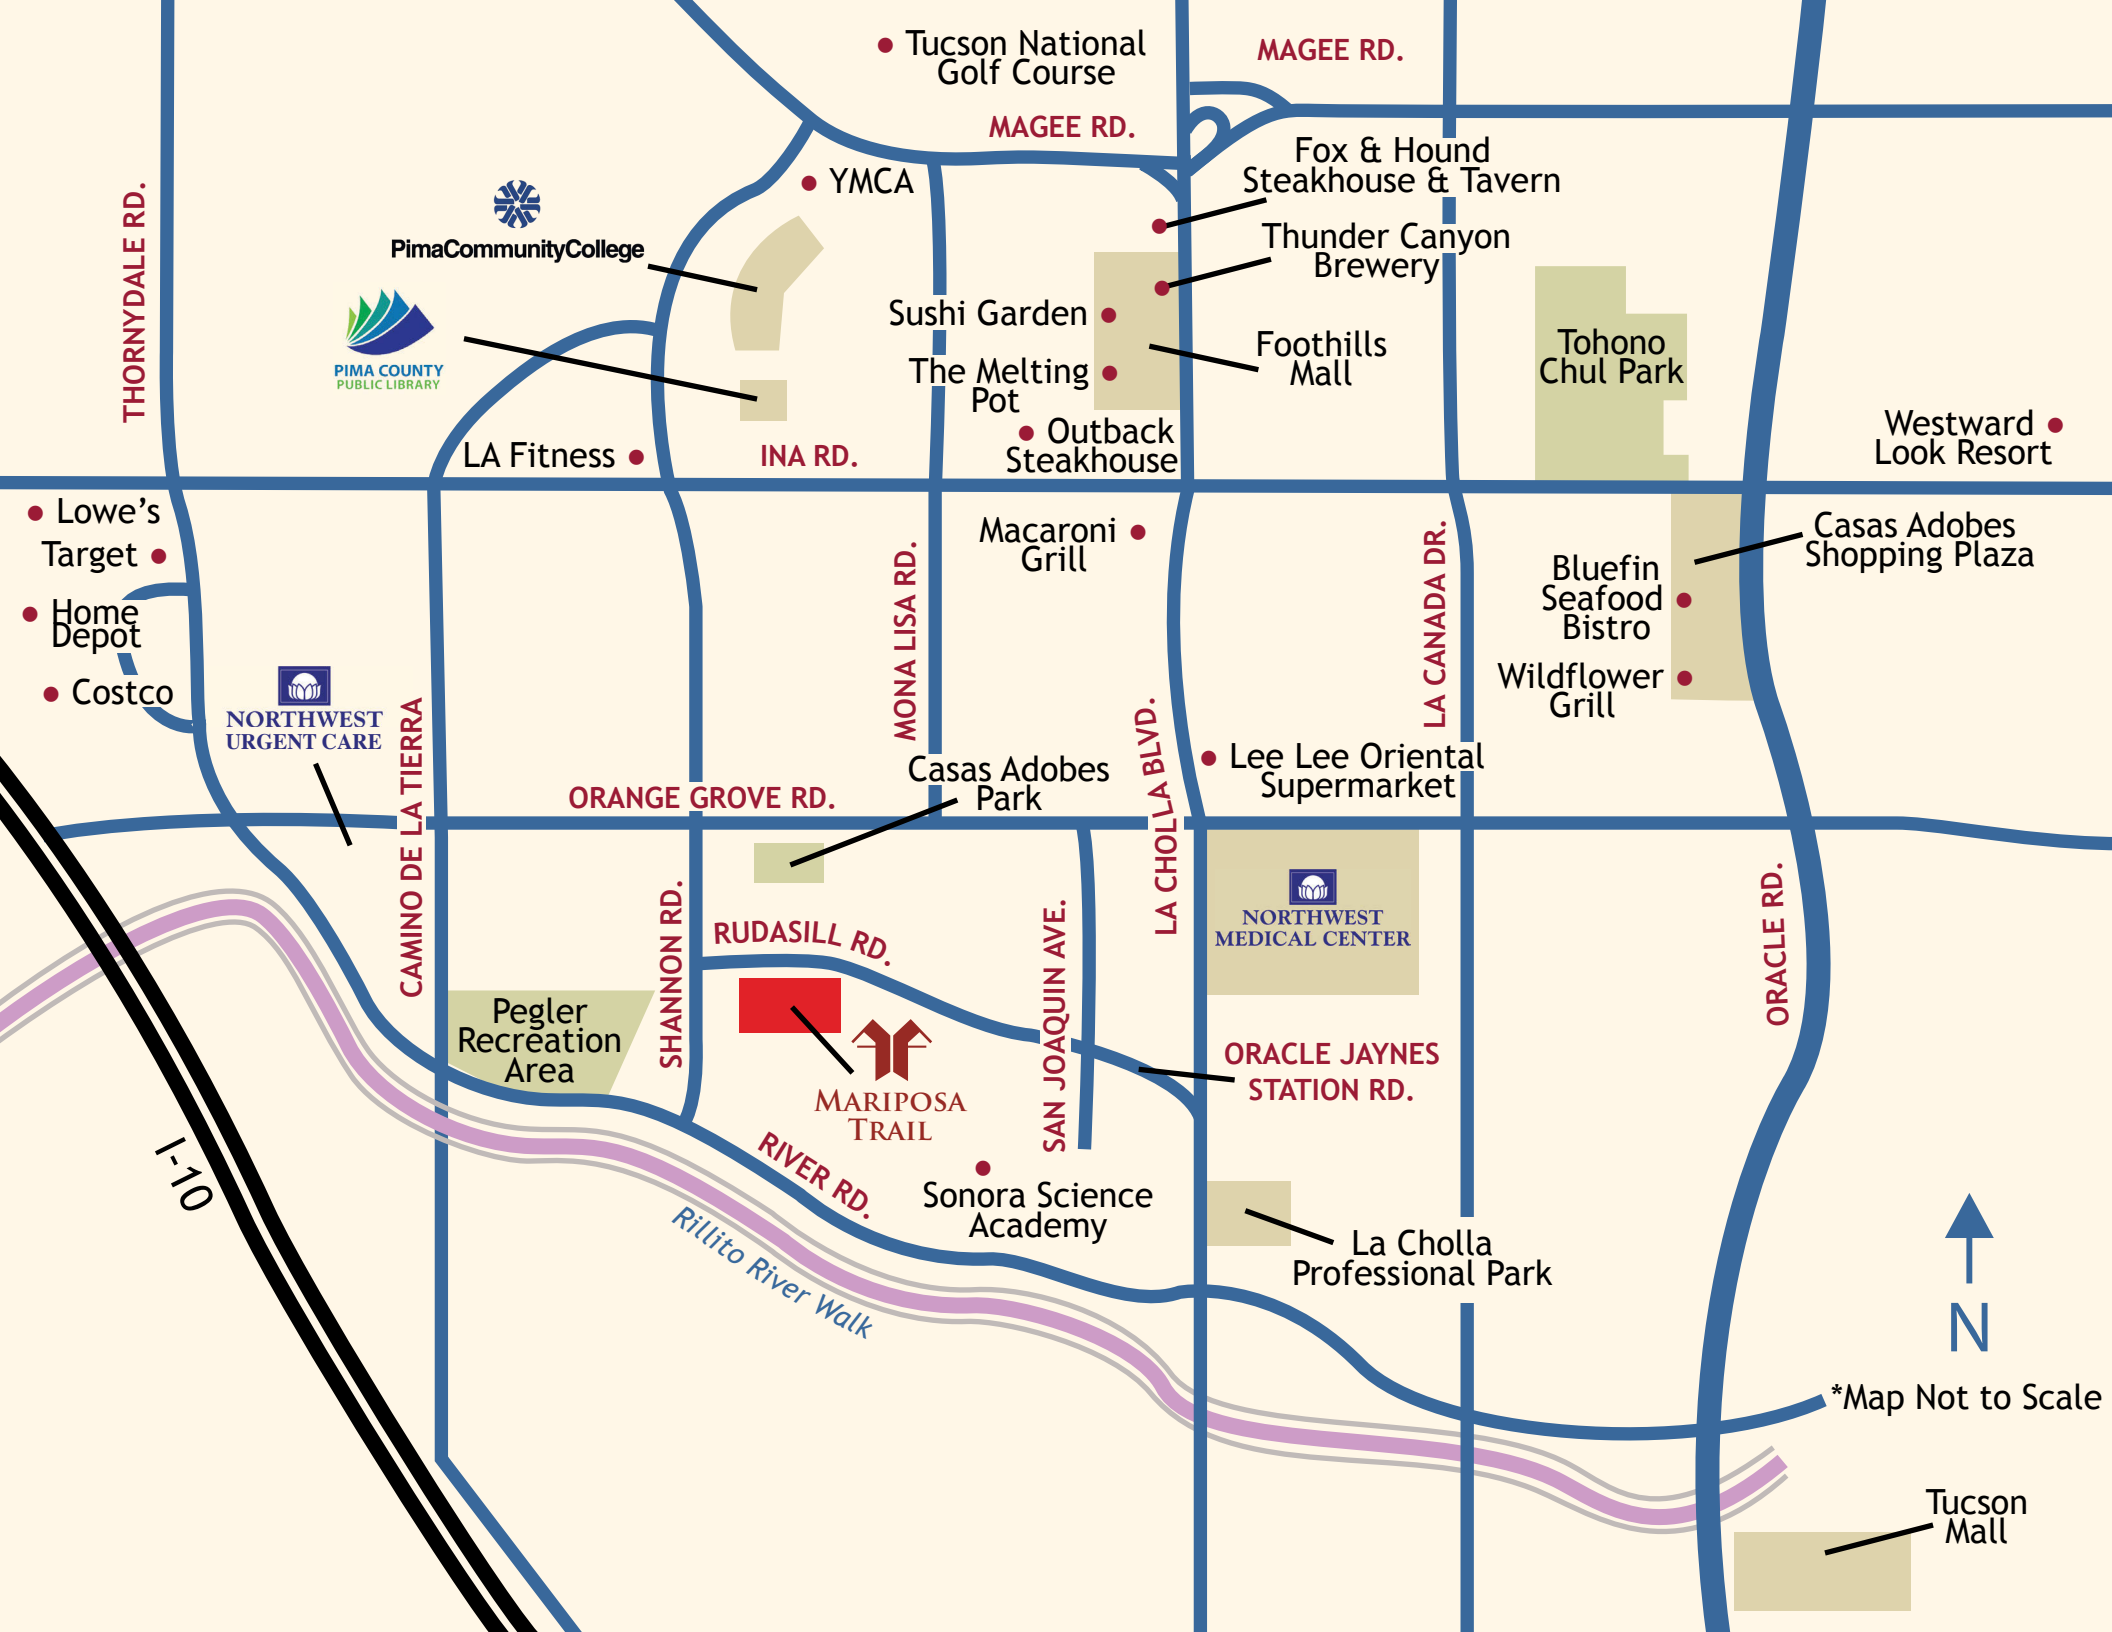 Tucson National
Golf Course
MAGEE RD.
MAGEE RD.
Fox & Hound
Steakhouse & Tavern
YMCA
THORNYDALE RD.
PimaCommunityCollege
Thunder Canyon
Brewery
PIMA COUNTY
PUBLIC LIBRARY
Sushi Garden
The Melting
Pot
Foothills
Mall
Tohono
Chul Park
Westward
Look Resort
LA Fitness
INA RD.
Outback
Steakhouse
Lowe's
Target
Home
Depot
Costco
Macaroni
Grill
MONA LISA RD.
LA CANADA DR.
Casas Adobes
Shopping Plaza
Bluefin
Seafood
Bistro
Wildflower
Grill
NORTHWEST
URGENT CARE
CAMINO DE LA TIERRA
ORANGE GROVE RD.
Casas Adobes
Park
LA CHOLLA BLVD.
Lee Lee Oriental
Supermarket
SHANNON RD.
RUDASILL RD.
SAN JOAQUIN AVE.
NORTHWEST
MEDICAL CENTER
ORACLE RD.
Pegler
Recreation
Area
MARIPOSA
TRAIL
ORACLE JAYNES
STATION RD.
I-10
RIVER RD.
Rillito River Walk
Sonora Science
Academy
La Cholla
Professional Park
N
*Map Not to Scale
Tucson
Mall